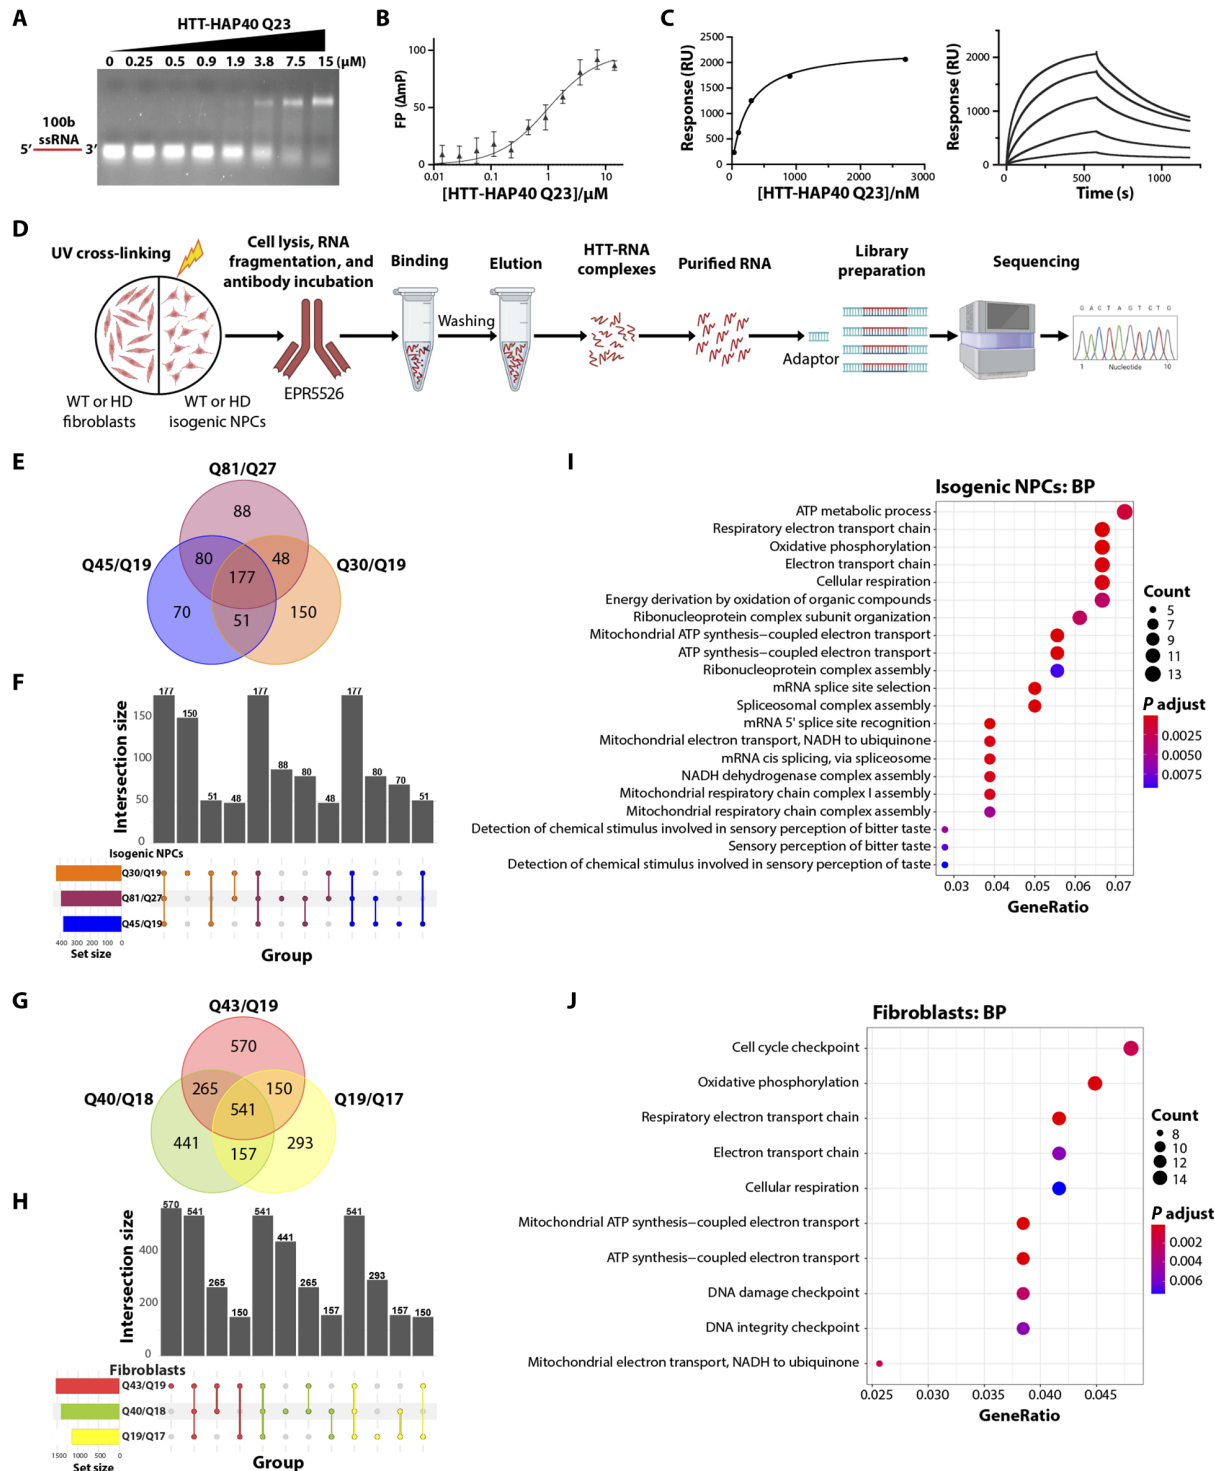 A
HTT-HAP40 Q23
0 0.25 0.5 0.9 1.9 3.8 7.5 15 (μM)
100b
ssRNA
5′ 3′
B
100
50
0
FP (ΔmP)
0.01 0.1 1 10
[HTT-HAP40 Q23]/μM
C
2500
2000
1500
1000
500
0
Response (RU)
0 1000 2000 3000
[HTT-HAP40 Q23]/nM
2000
1000
0
Response (RU)
0 500 1000
Time (s)
D
UV cross-linking
Cell lysis, RNA
fragmentation, and
antibody incubation
Binding
Washing
Elution
HTT-RNA
complexes
Purified RNA
Library
preparation
Sequencing
WT or HD
fibroblasts
WT or HD
isogenic NPCs
EPR5526
Adaptor
G A C T A G T C T G
1 Nucleotide 10
E
Q81/Q27
Q45/Q19
Q30/Q19
88
80 48
177
70 150
51
F
Intersection size
150
100
50
0
177 150 51 48 177 88 80 48 177 80 70 51
Isogenic NPCs
Q30/Q19
Q81/Q27
Q45/Q19
400 300 200 100 0
Set size
Group
G
Q43/Q19
Q40/Q18
Q19/Q17
570
265 150
541
441 293
157
H
Intersection size
400
200
0
570 541 265 150 541 441 265 157 541 293 157 150
Fibroblasts
Q43/Q19
Q40/Q18
Q19/Q17
1500 1000 500 0
Set size
Group
I
Isogenic NPCs: BP
ATP metabolic process
Respiratory electron transport chain
Oxidative phosphorylation
Electron transport chain
Cellular respiration
Energy derivation by oxidation of organic compounds
Ribonucleoprotein complex subunit organization
Mitochondrial ATP synthesis−coupled electron transport
ATP synthesis−coupled electron transport
Ribonucleoprotein complex assembly
mRNA splice site selection
Spliceosomal complex assembly
mRNA 5' splice site recognition
Mitochondrial electron transport, NADH to ubiquinone
mRNA cis splicing, via spliceosome
NADH dehydrogenase complex assembly
Mitochondrial respiratory chain complex I assembly
Mitochondrial respiratory chain complex assembly
Detection of chemical stimulus involved in sensory perception of bitter taste
Sensory perception of bitter taste
Detection of chemical stimulus involved in sensory perception of taste
0.03 0.04 0.05 0.06 0.07
GeneRatio
Count
5
7
9
11
13
P adjust
0.0025
0.0050
0.0075
J
Fibroblasts: BP
Cell cycle checkpoint
Oxidative phosphorylation
Respiratory electron transport chain
Electron transport chain
Cellular respiration
Mitochondrial ATP synthesis−coupled electron transport
ATP synthesis−coupled electron transport
DNA damage checkpoint
DNA integrity checkpoint
Mitochondrial electron transport, NADH to ubiquinone
0.025 0.030 0.035 0.040 0.045
GeneRatio
Count
8
10
12
14
P adjust
0.002
0.004
0.006